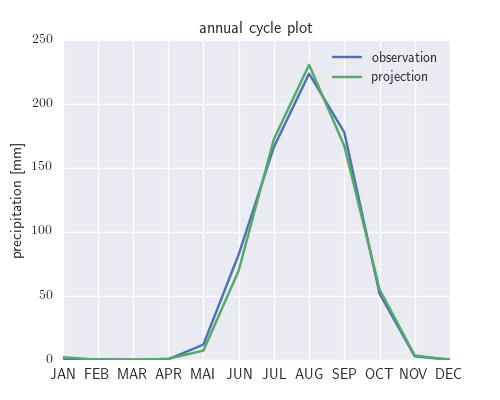 annual cycle plot
250
200
150
100
50
0
precipitation [mm]
observation
projection
JAN FEB MAR APR MAI JUN JUL AUG SEP OCT NOV DEC